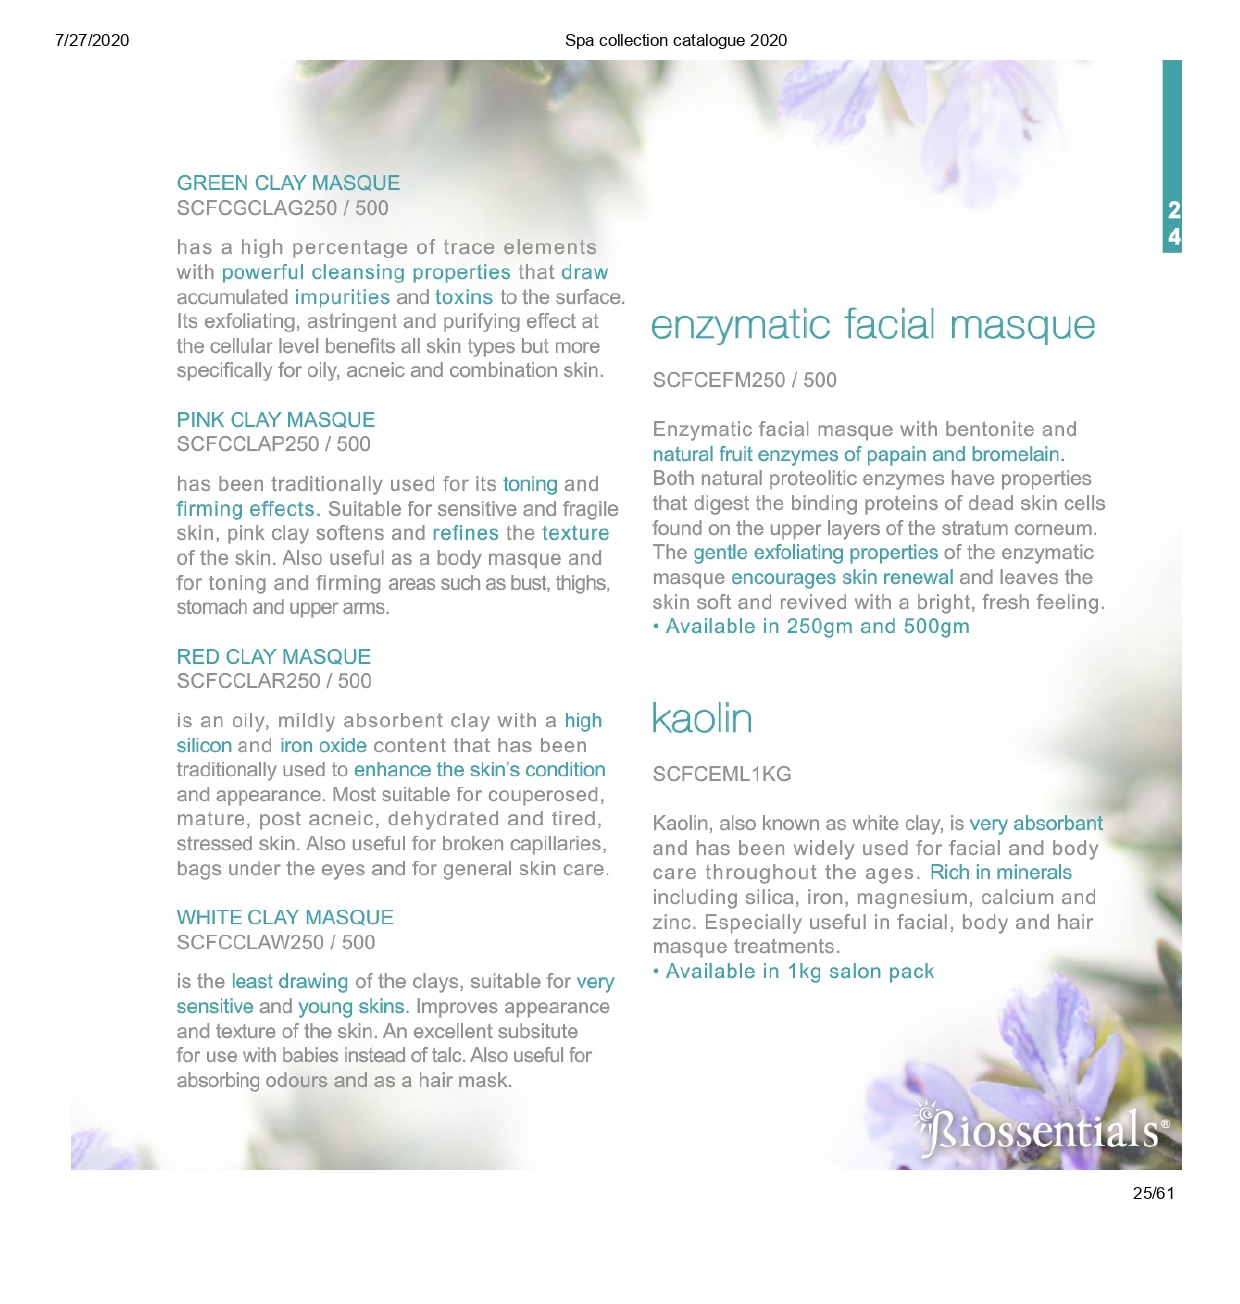 7/27/2020
Spa collection catalogue 2020
2
4
GREEN CLAY MASQUE
SCFCGCLAG250 / 500
has a high percentage of trace elements
with powerful cleansing properties that draw
accumulated impurities and toxins to the surface.
Its exfoliating, astringent and purifying effect at
the cellular level benefits all skin types but more
specifically for oily, acneic and combination skin.
PINK CLAY MASQUE
SCFCCLAP250 / 500
has been traditionally used for its toning and
firming effects. Suitable for sensitive and fragile
skin, pink clay softens and refines the texture
of the skin. Also useful as a body masque and
for toning and firming areas such as bust, thighs,
stomach and upper arms.
RED CLAY MASQUE
SCFCCLAR250 / 500
is an oily, mildly absorbent clay with a high
silicon and iron oxide content that has been
traditionally used to enhance the skin's condition
and appearance. Most suitable for couperosed,
mature, post acneic, dehydrated and tired,
stressed skin. Also useful for broken capillaries,
bags under the eyes and for general skin care.
WHITE CLAY MASQUE
SCFCCLAW250 / 500
is the least drawing of the clays, suitable for very
sensitive and young skins. Improves appearance
and texture of the skin. An excellent subsitute
for use with babies instead of talc. Also useful for
absorbing odours and as a hair mask.
enzymatic facial masque
SCFCEFM250 / 500
Enzymatic facial masque with bentonite and
natural fruit enzymes of papain and bromelain.
Both natural proteolitic enzymes have properties
that digest the binding proteins of dead skin cells
found on the upper layers of the stratum corneum.
The gentle exfoliating properties of the enzymatic
masque encourages skin renewal and leaves the
skin soft and revived with a bright, fresh feeling.
• Available in 250gm and 500gm
kaolin
SCFCEML1KG
Kaolin, also known as white clay, is very absorbant
and has been widely used for facial and body
care throughout the ages. Rich in minerals
including silica, iron, magnesium, calcium and
zinc. Especially useful in facial, body and hair
masque treatments.
• Available in 1kg salon pack
Biossentials®
25/61